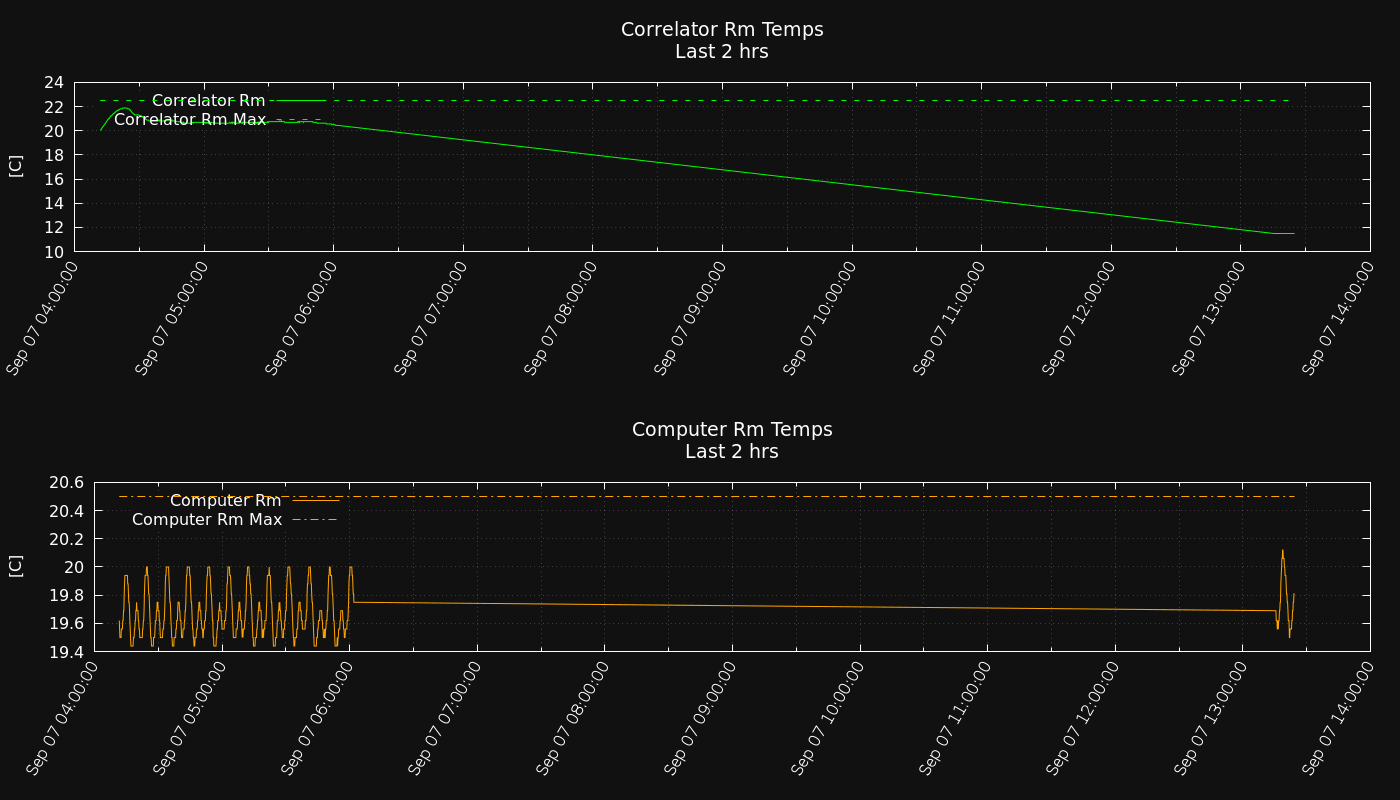 Correlator Rm Temps
Last 2 hrs
[C]
24
22
20
18
16
14
12
10
Correlator Rm
Correlator Rm Max
Sep 07 04:00:00
Sep 07 05:00:00
Sep 07 06:00:00
Sep 07 07:00:00
Sep 07 08:00:00
Sep 07 09:00:00
Sep 07 10:00:00
Sep 07 11:00:00
Sep 07 12:00:00
Sep 07 13:00:00
Sep 07 14:00:00
Computer Rm Temps
Last 2 hrs
[C]
20.6
20.4
20.2
20
19.8
19.6
19.4
Computer Rm
Computer Rm Max
Sep 07 04:00:00
Sep 07 05:00:00
Sep 07 06:00:00
Sep 07 07:00:00
Sep 07 08:00:00
Sep 07 09:00:00
Sep 07 10:00:00
Sep 07 11:00:00
Sep 07 12:00:00
Sep 07 13:00:00
Sep 07 14:00:00